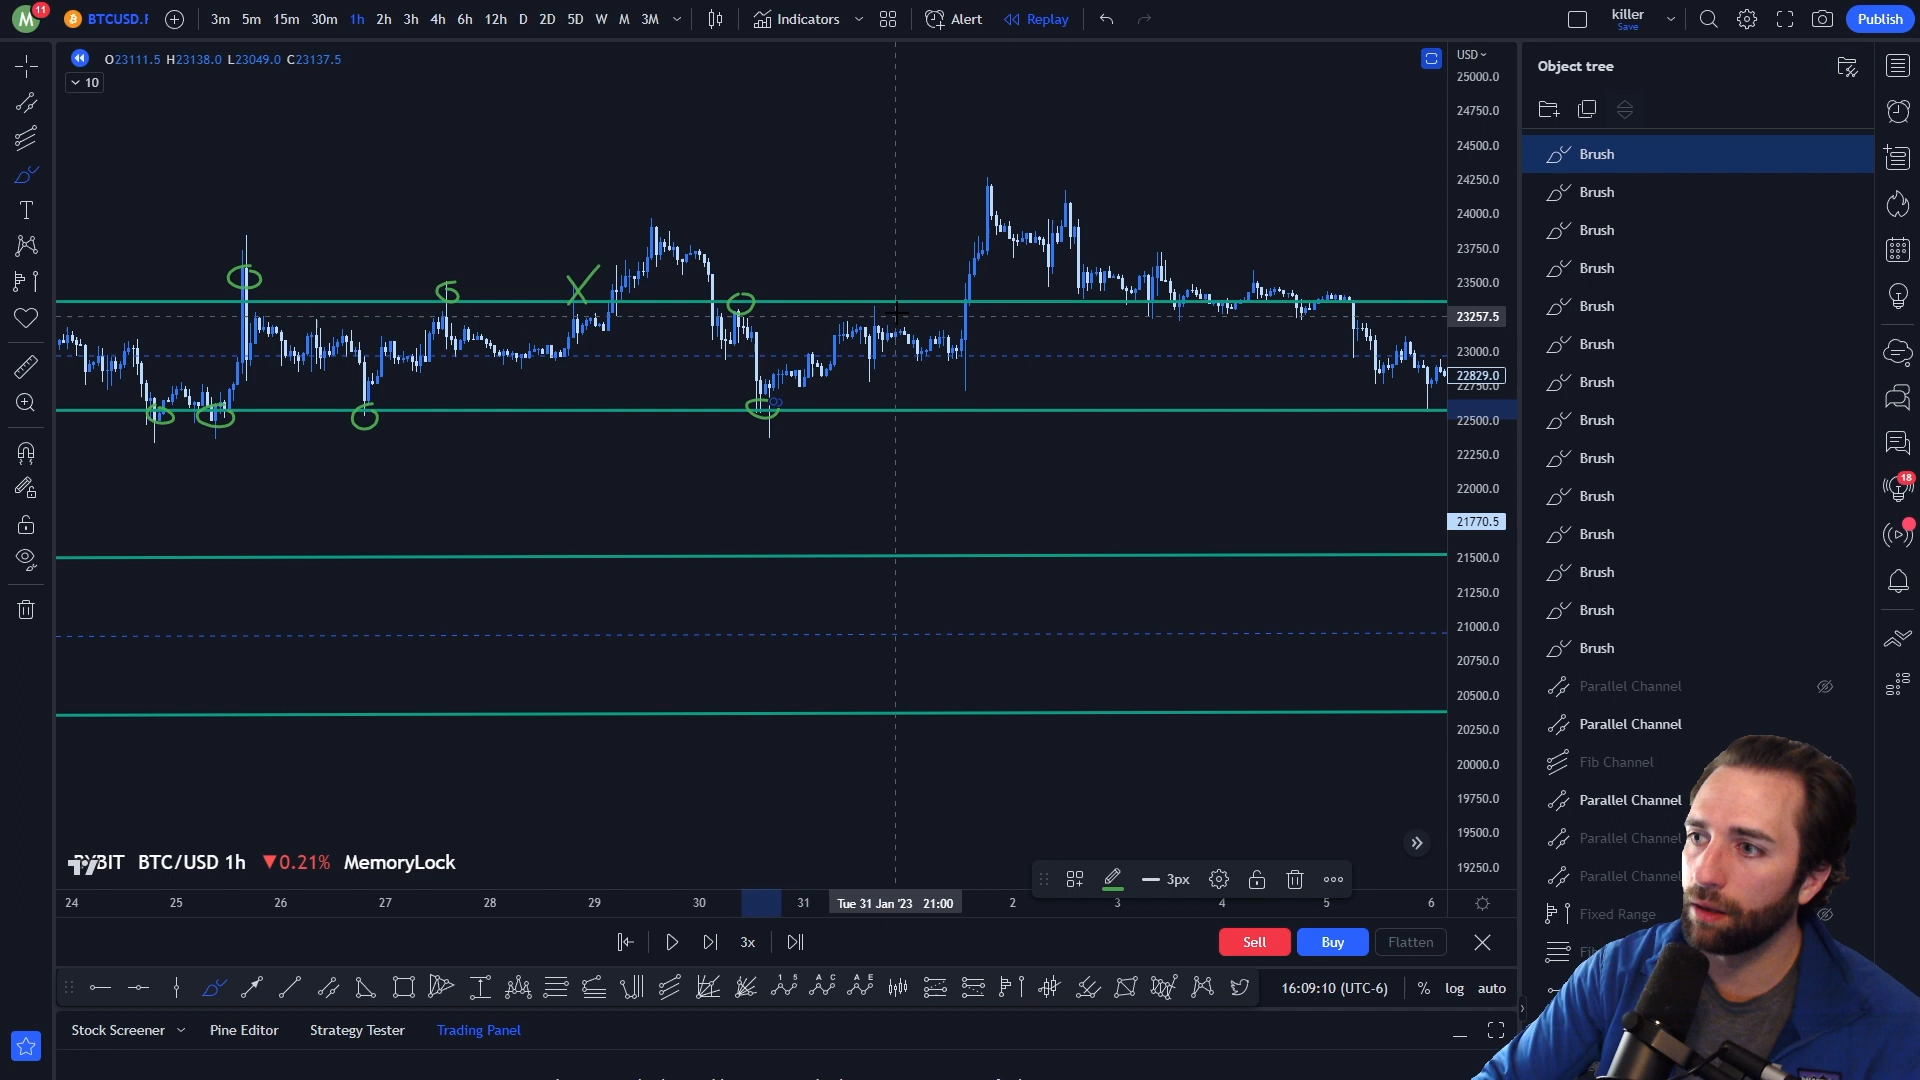 M 11 BTCUSD.P 3m 5m 15m 30m 1h 2h 3h 4h 6h 12h D 2D 5D W M 3M Indicators Alert Replay killer Save Publish
O23111.5 H23138.0 L23049.0 C23137.5
10
USD
25000.0
24750.0
24500.0
24250.0
24000.0
23750.0
23500.0
23257.5
23000.0
22829.0
22750.0
22500.0
22250.0
22000.0
21770.5
21500.0
21250.0
21000.0
20750.0
20500.0
20250.0
20000.0
19750.0
19500.0
19250.0
Object tree
Brush
Brush
Brush
Brush
Brush
Brush
Brush
Brush
Brush
Brush
Brush
Brush
Brush
Brush
Parallel Channel
Parallel Channel
Fib Channel
Parallel Channel
Parallel Channel
Parallel Channel
Fixed Range
18
BYBIT BTC/USD 1h ▼0.21% MemoryLock
3px
24 25 26 27 28 29 30 31 Tue 31 Jan '23 21:00 2 3 4 5 6
3x
Sell Buy Flatten
16:09:10 (UTC-6) % log auto
Stock Screener Pine Editor Strategy Tester Trading Panel